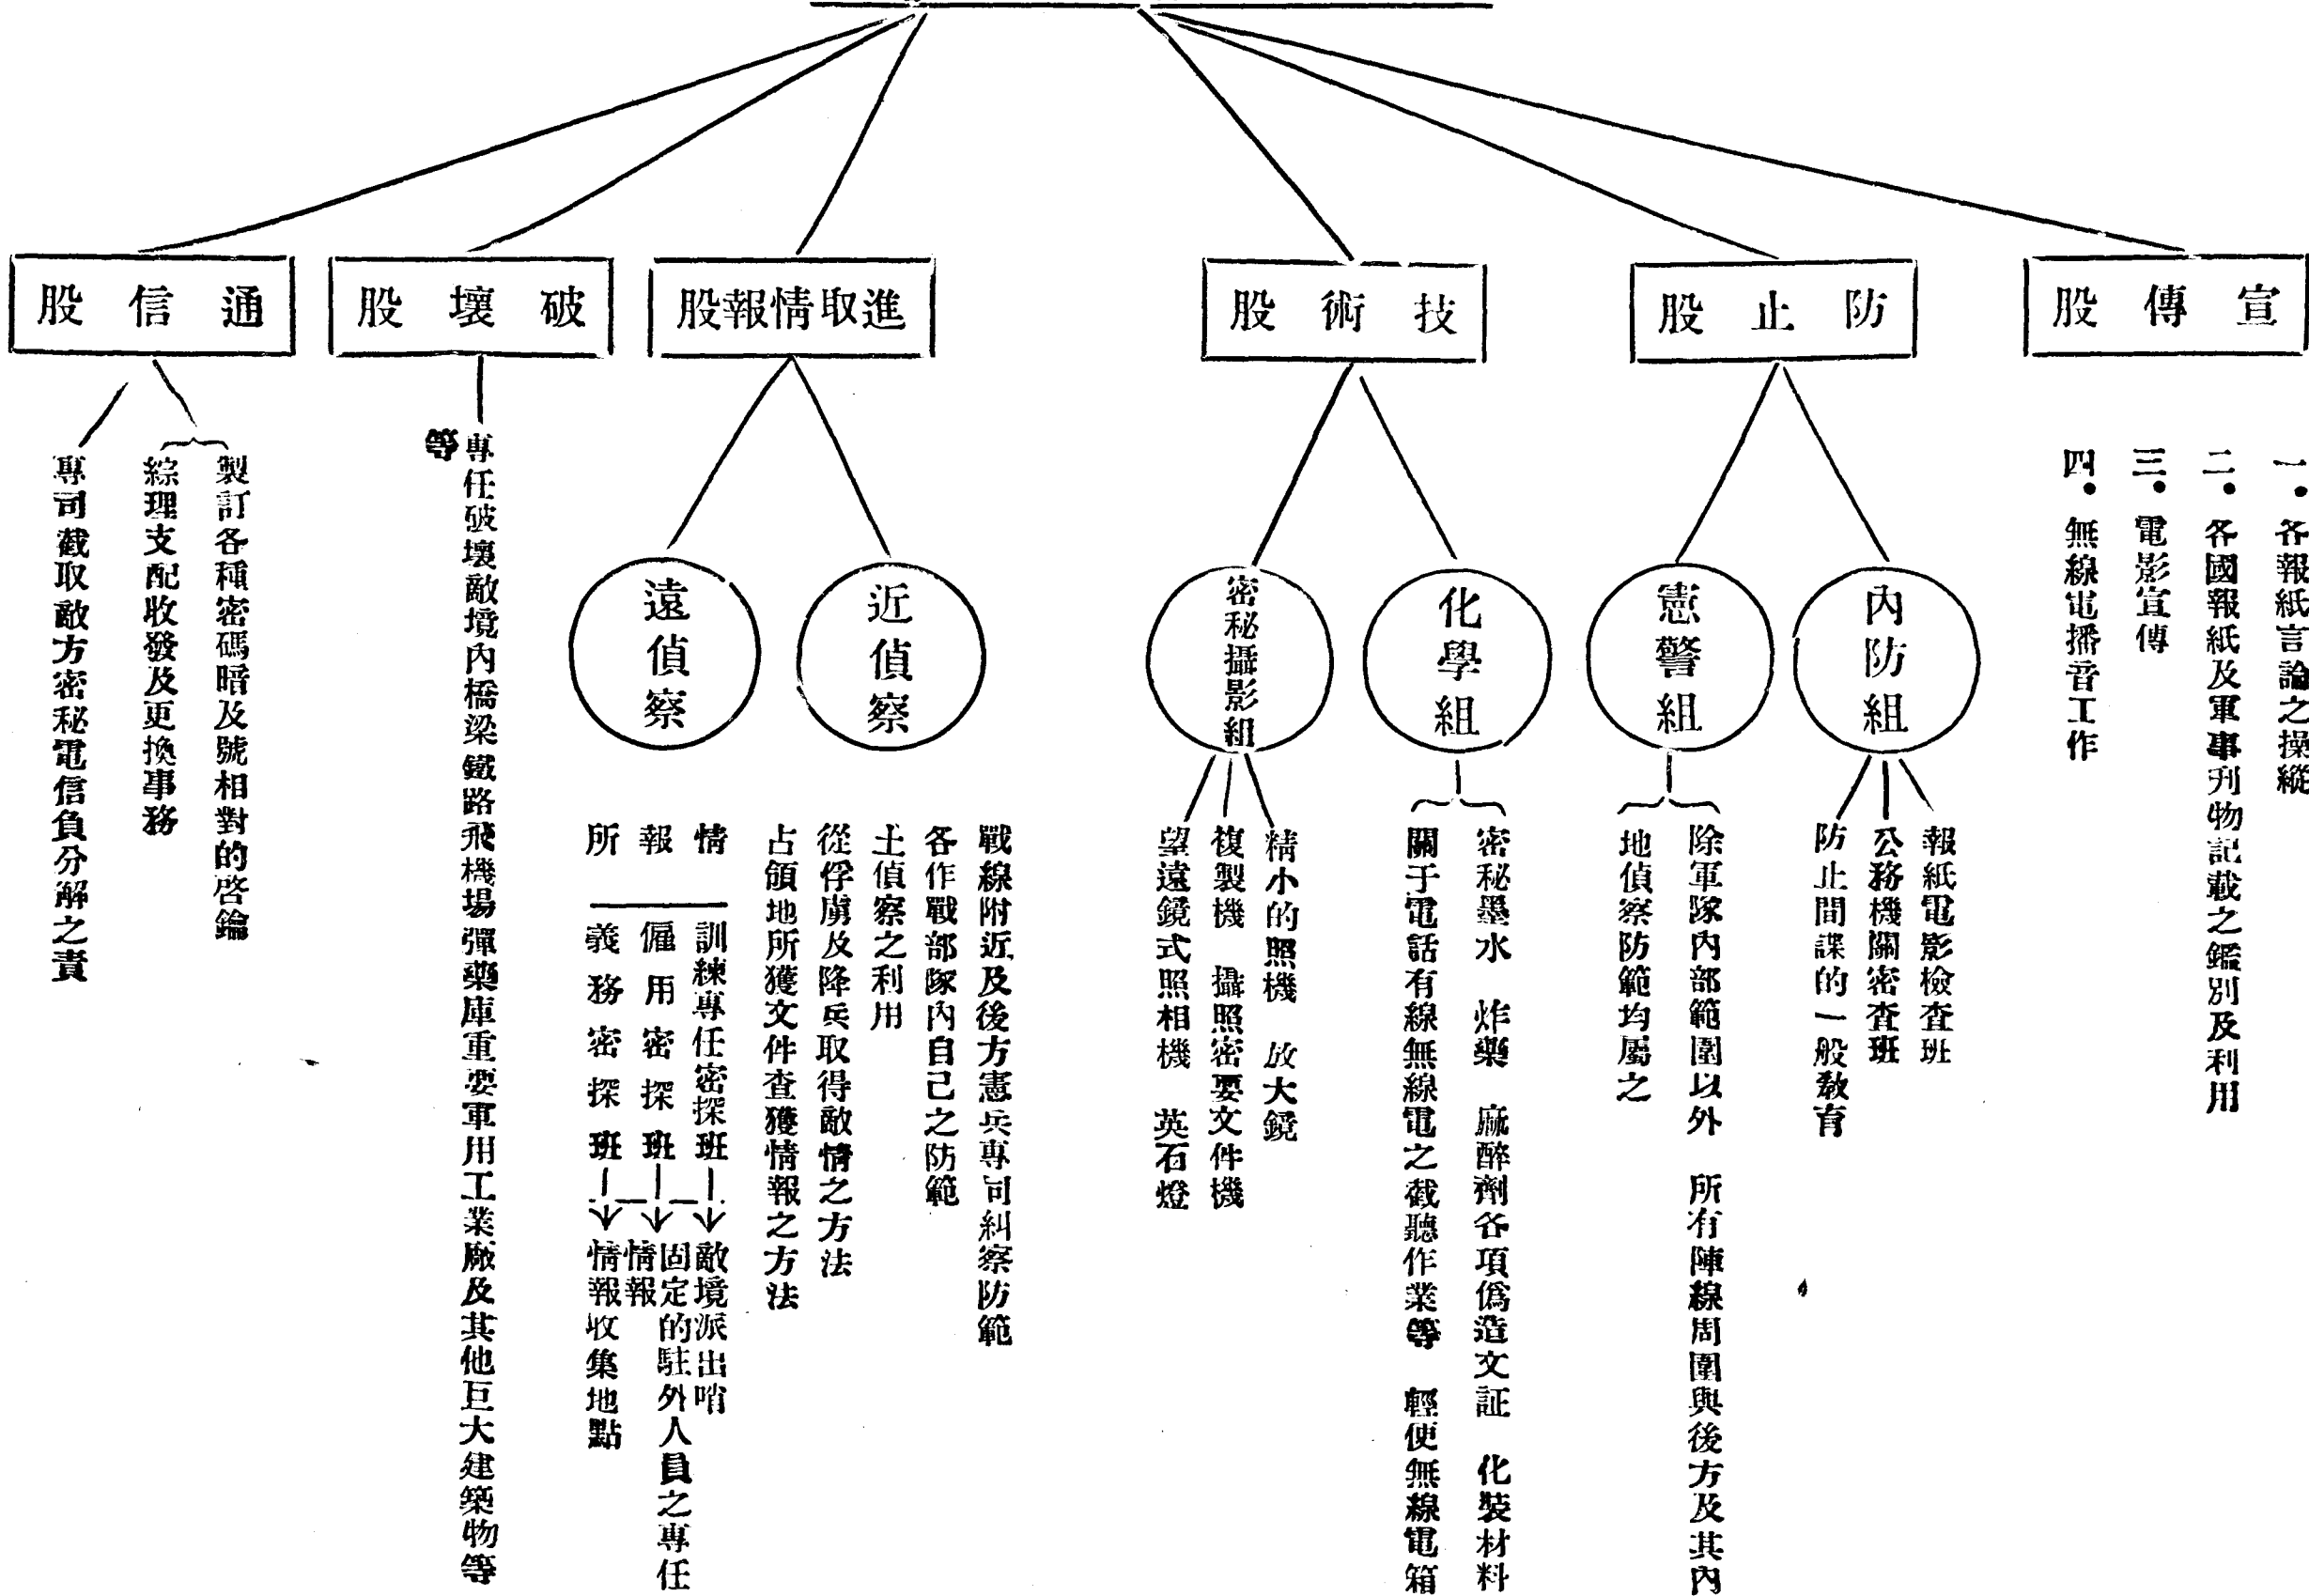 宣傳股
一．各報紙言論之操縱
二．各國報紙及軍事刋物記載之鑑別及利用
三．電影宣傳
四．無線電播音工作
防止股
內防組
報紙電影檢查班
公務機關密查班
防止間諜的一般敎育
憲警組
除軍隊內部範圍以外　所有陣線周圍與後方及其內
地偵察防範均屬之
技術股
化學組
密秘墨水　炸藥　麻醉劑各項僞造文証　化裝材料
關于電話有線無線電之截聽作業等　輕便無線電箱
密秘攝影組
精小的照機　放大鏡
複製機　攝照密要文件機
望遠鏡式照相機　英石燈
進取情報股
近偵察
戰線附近及後方憲兵專司糾察防範
各作戰部隊內自己之防範
土偵察之利用
從俘虜及降兵取得敵情之方法
占領地所獲文件查獲情報之方法
遠偵察
情報所
訓練專任密探班
僱用密探班
義務密探班
敵境派出哨
固定的駐外人員之專任
情報
情報收集地點
破壞股
專任破壞敵境內橋梁鐵路飛機場彈藥庫重要軍用工業廠及其他巨大建築物等
等
通信股
製訂各種密碼暗及號相對的啓鑰
綜理支配收發及更換事務
專司截取敵方密秘電信負分解之責